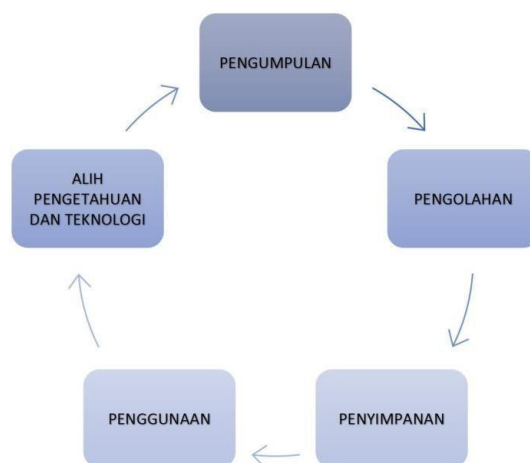 PENGUMPULAN
PENGOLAHAN
PENYIMPANAN
PENGGUNAAN
ALIH
PENGETAHUAN
DAN TEKNOLOGI